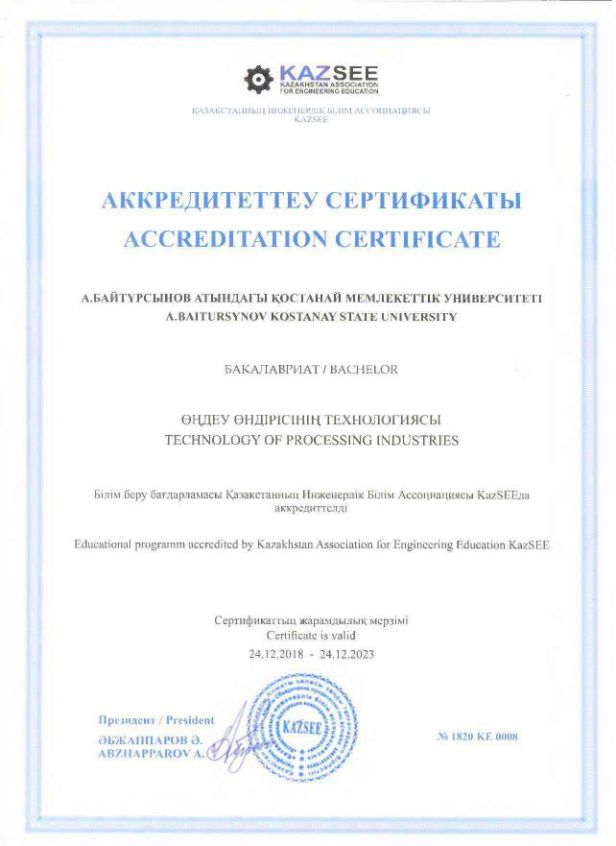 KAZSEE
KAZAKHSTAN ASSOCIATION
FOR ENGINEERING EDUCATION
ҚАЗАҚСТАННЫҢ ИНЖЕНЕРЛІК БІЛІМ АССОЦИАЦИЯСЫ
KAZSEE
АККРЕДИТЕТТЕУ СЕРТИФИКАТЫ
ACCREDITATION CERTIFICATE
А.БАЙТҰРСЫНОВ АТЫНДАҒЫ ҚОСТАНАЙ МЕМЛЕКЕТТІК УНИВЕРСИТЕТІ
A.BAITURSYNOV KOSTANAY STATE UNIVERSITY
БАКАЛАВРИАТ / BACHELOR
ӨҢДЕУ ӨНДІРІСІНІҢ ТЕХНОЛОГИЯСЫ
TECHNOLOGY OF PROCESSING INDUSTRIES
Білім беру бағдарламасы Қазақстанның Инженерлік Білім Ассоциациясы KazSEEда
аккредиттелді
Educational programm accredited by Kazakhstan Association for Engineering Education KazSEE
Сертификаттың жарамдылық мерзімі
Certificate is valid
24.12.2018 - 24.12.2023
Президент / President
ӘБЖАППАРОВ Ә.
ABZHAPPAROV A.
KAZSEE
№ 1820 KE 0008